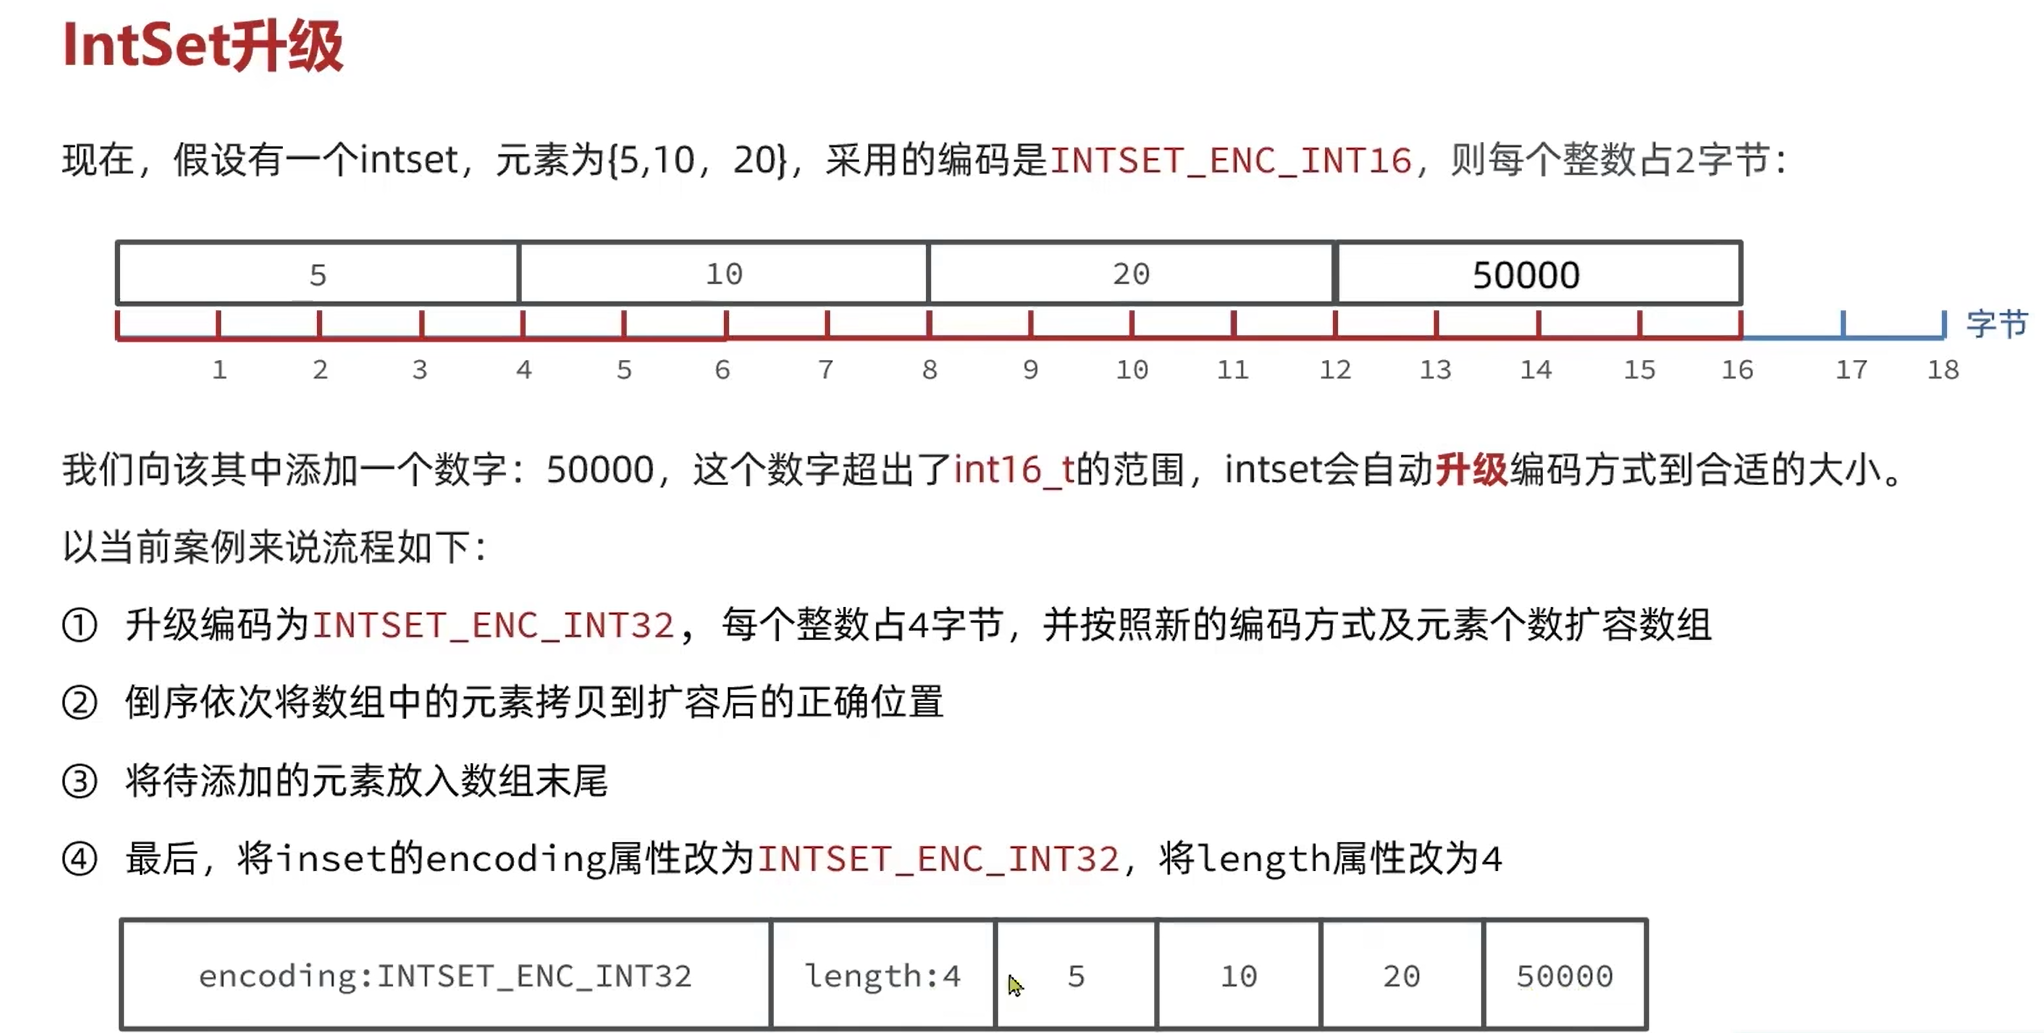 IntSet升级
现在，假设有一个intset，元素为{5,10，20}，采用的编码是INTSET_ENC_INT16，则每个整数占2字节：
5 10 20 50000
字节
1 2 3 4 5 6 7 8 9 10 11 12 13 14 15 16 17 18
我们向该其中添加一个数字：50000，这个数字超出了int16_t的范围，intset会自动升级编码方式到合适的大小。
以当前案例来说流程如下：
① 升级编码为INTSET_ENC_INT32，每个整数占4字节，并按照新的编码方式及元素个数扩容数组
② 倒序依次将数组中的元素拷贝到扩容后的正确位置
③ 将待添加的元素放入数组末尾
④ 最后，将inset的encoding属性改为INTSET_ENC_INT32，将length属性改为4
encoding:INTSET_ENC_INT32 length:4 5 10 20 50000